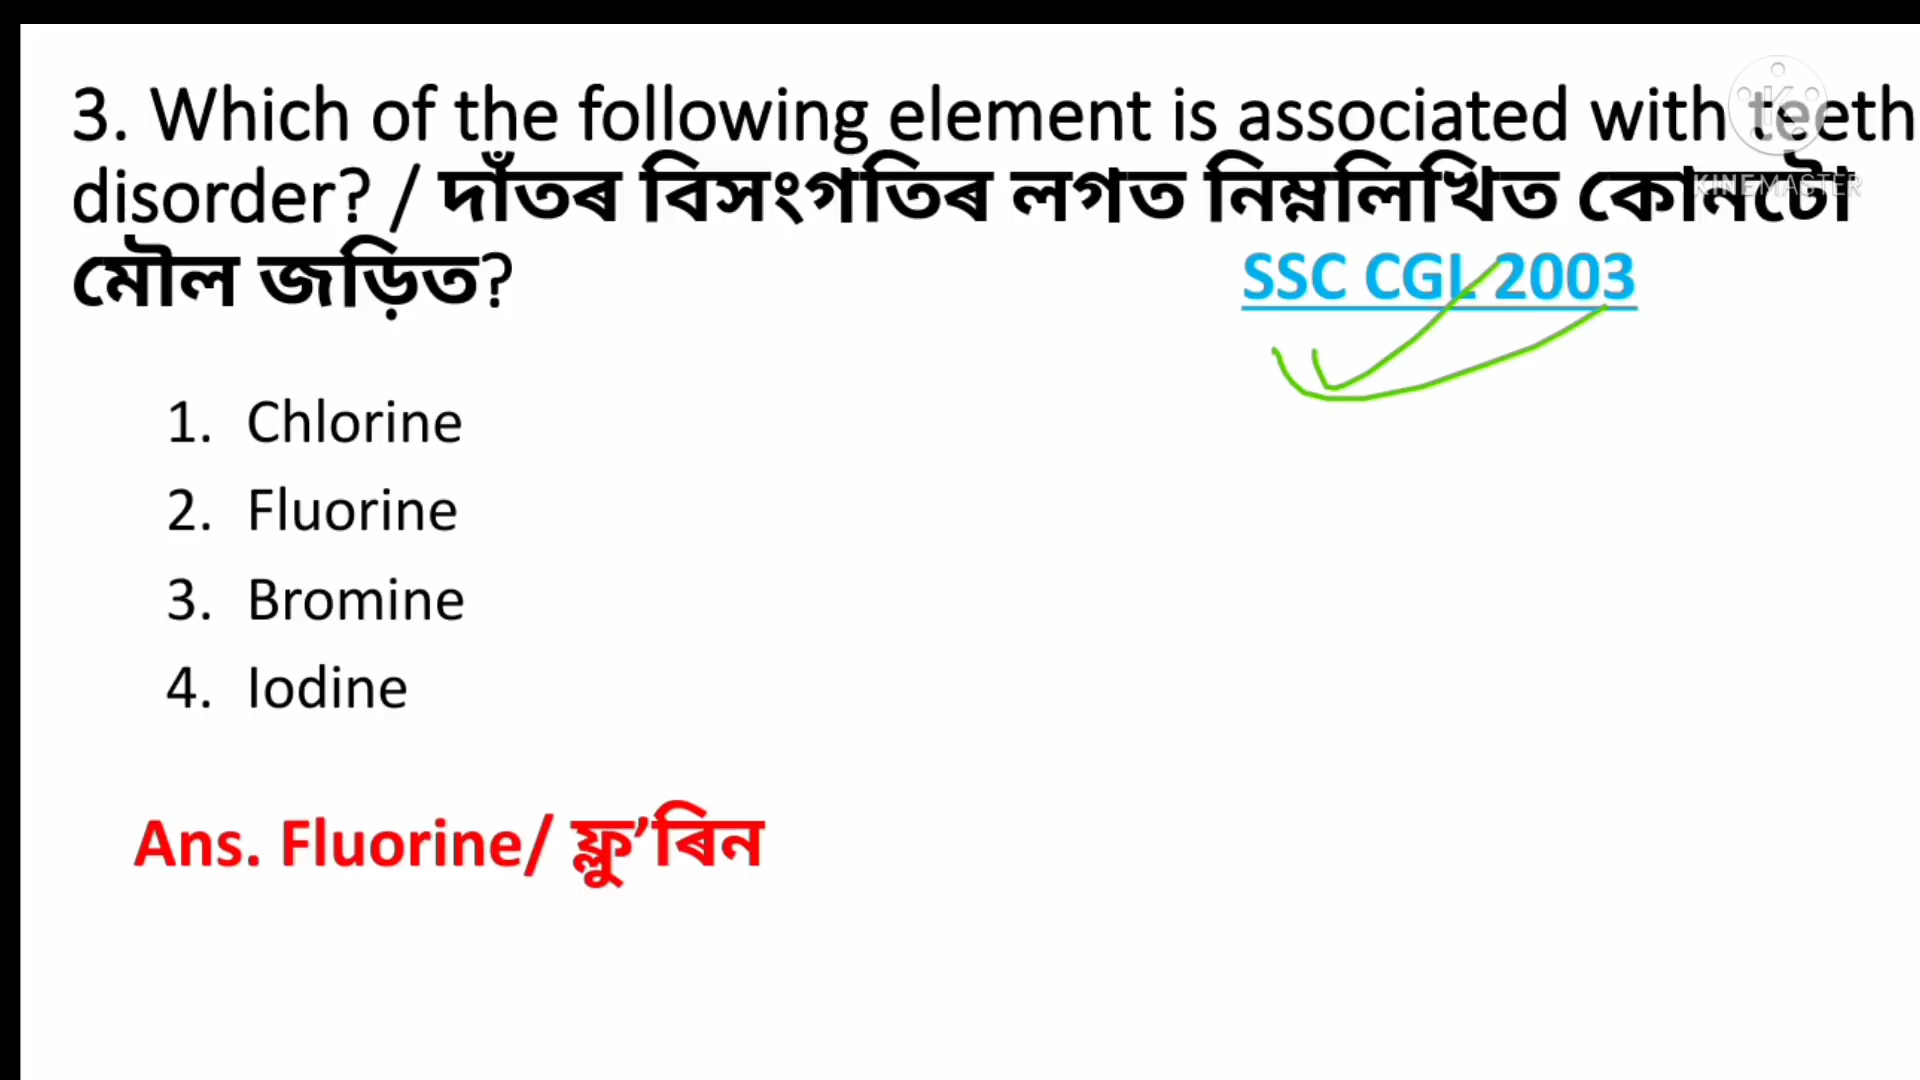 3. Which of the following element is associated with teeth
disorder? / দাঁতৰ বিসংগতিৰ লগত নিম্নলিখিত কোনটো
মৌল জড়িত?
SSC CGL 2003
1. Chlorine
2. Fluorine
3. Bromine
4. Iodine
Ans. Fluorine/ ফ্লু’ৰিন
KINEMASTER